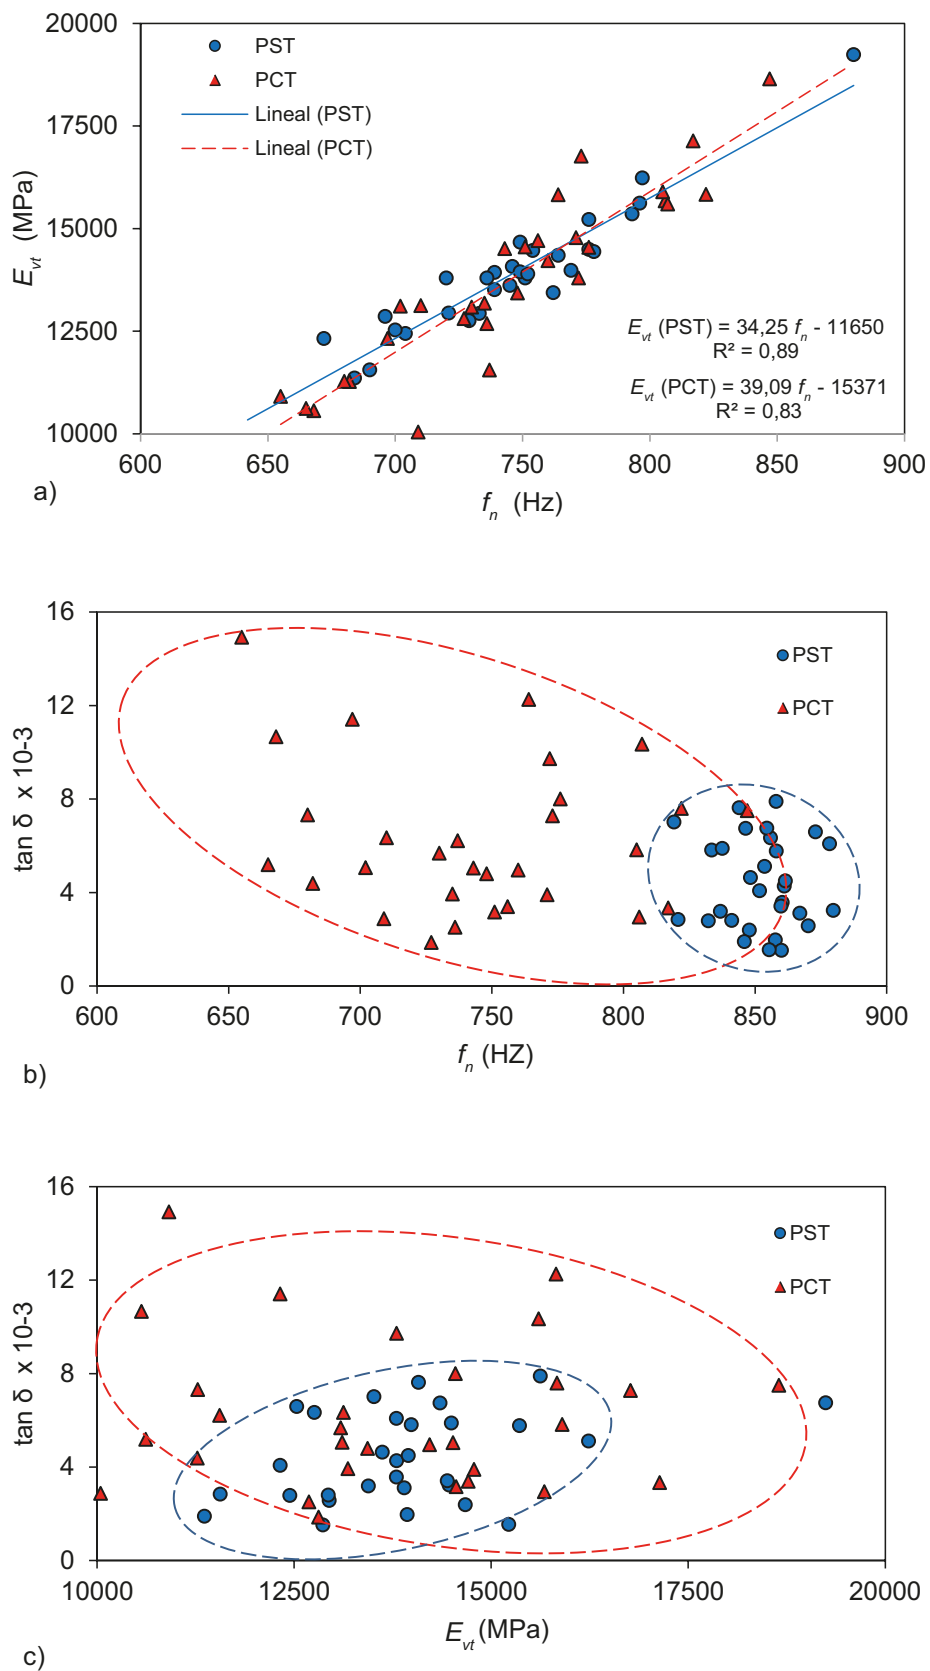 20000
17500
15000
12500
10000
E_vt (MPa)
PST
PCT
Lineal (PST)
Lineal (PCT)
E_vt (PST) = 34,25 f_n - 11650
R² = 0,89
E_vt (PCT) = 39,09 f_n - 15371
R² = 0,83
600 650 700 750 800 850 900
f_n (Hz)
a)
16
12
8
4
0
tan δ x 10-3
PST
PCT
600 650 700 750 800 850 900
f_n (HZ)
b)
16
12
8
4
0
tan δ x 10-3
PST
PCT
10000 12500 15000 17500 20000
E_vt (MPa)
c)